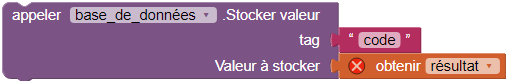 appeler base_de_données .Stocker valeur
tag " code "
Valeur à stocker obtenir résultat